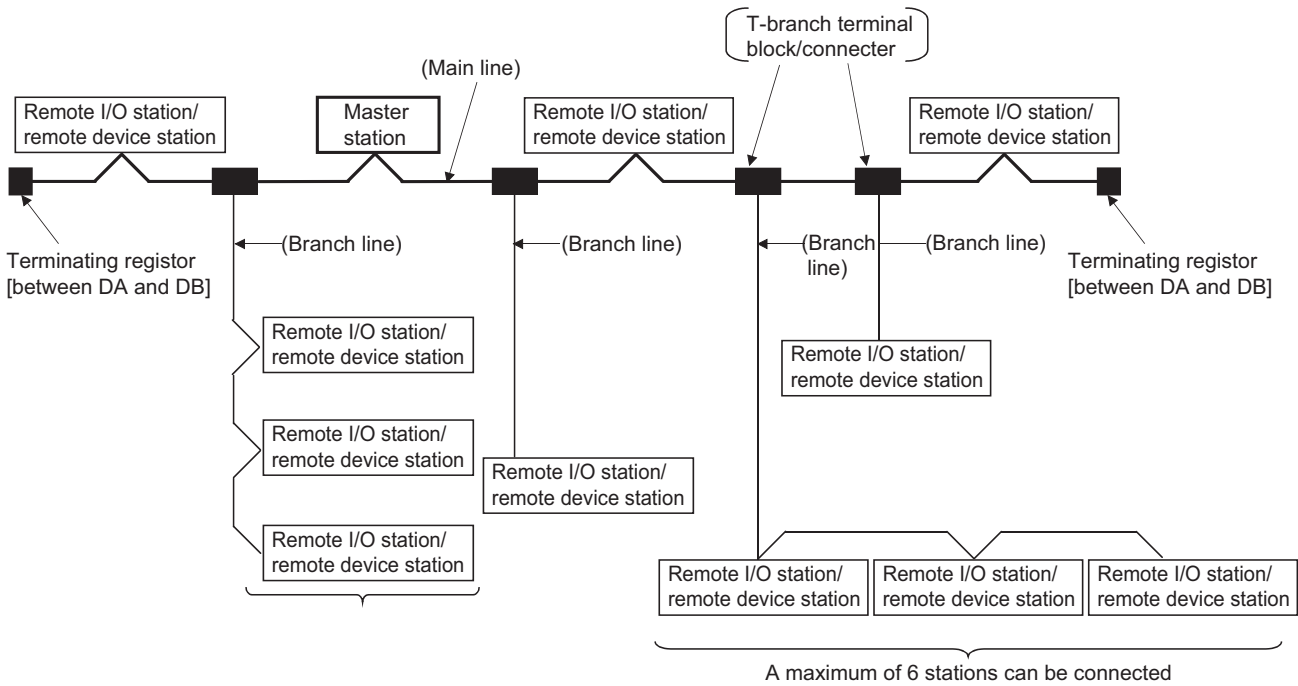 T-branch terminal
block/connecter
(Main line)
Remote I/O station/
remote device station
Master
station
Remote I/O station/
remote device station
Remote I/O station/
remote device station
Terminating registor
[between DA and DB]
(Branch line)
(Branch line)
(Branch
line)
(Branch line)
Terminating registor
[between DA and DB]
Remote I/O station/
remote device station
Remote I/O station/
remote device station
Remote I/O station/
remote device station
Remote I/O station/
remote device station
Remote I/O station/
remote device station
Remote I/O station/
remote device station
Remote I/O station/
remote device station
Remote I/O station/
remote device station
A maximum of 6 stations can be connected